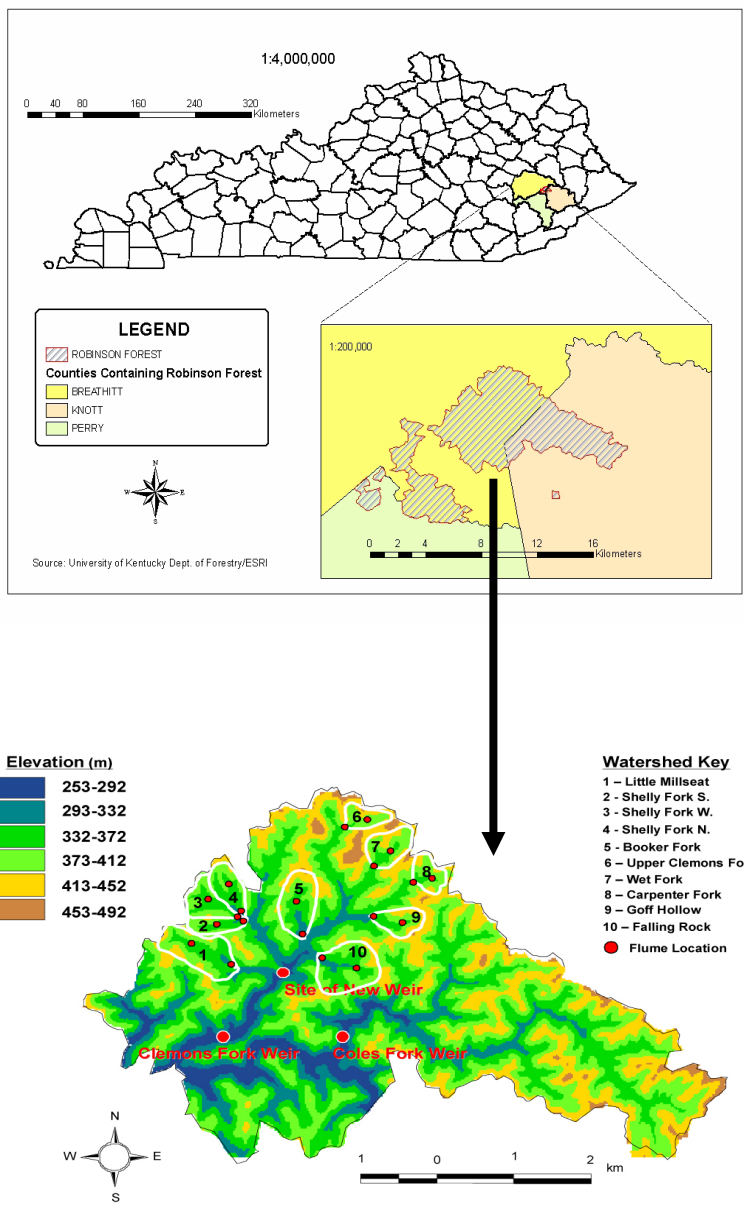 1:4,000,000
0 40 80 160 240 320
Kilometers
LEGEND
ROBINSON FOREST
Counties Containing Robinson Forest
BREATHITT
KNOTT
PERRY
N
W E
S
Source: University of Kentucky Dept. of Forestry/ESRI
1:200,000
0 2 4 8 12 16
Kilometers
Elevation (m)
253-292
293-332
332-372
373-412
413-452
453-492
Watershed Key
1 – Little Millseat
2 - Shelly Fork S.
3 - Shelly Fork W.
4 - Shelly Fork N.
5 - Booker Fork
6 – Upper Clemons Fo
7 – Wet Fork
8 – Carpenter Fork
9 – Goff Hollow
10 – Falling Rock
Flume Location
6
7
8
5
4
3
9
2
1
10
Site of New Weir
Clemons Fork Weir
Coles Fork Weir
N
W E
S
1 0 1 2
km